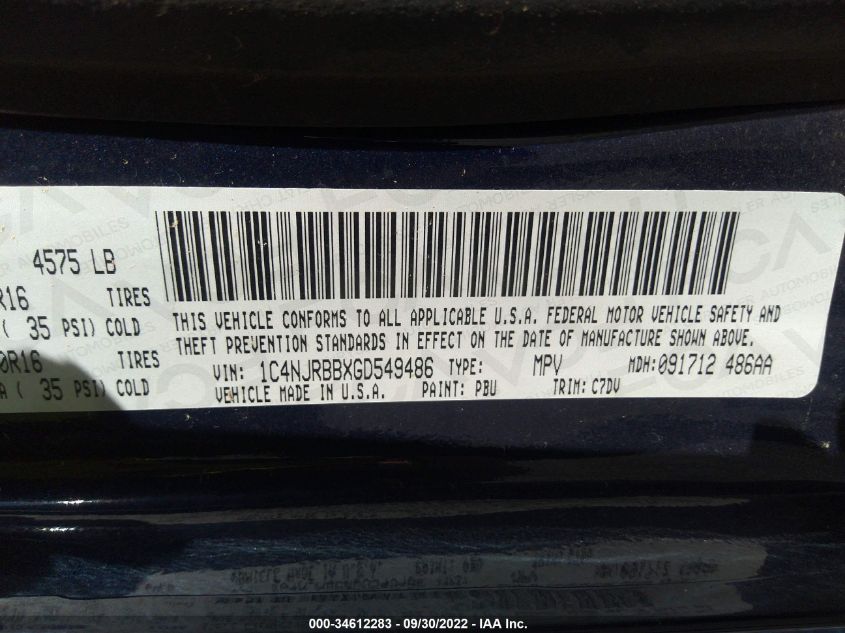 4575 LB
R16 TIRES
( 35 PSI) COLD
0R16 TIRES
A ( 35 PSI) COLD
THIS VEHICLE CONFORMS TO ALL APPLICABLE U.S.A. FEDERAL MOTOR VEHICLE SAFETY AND
THEFT PREVENTION STANDARDS IN EFFECT ON THE DATE OF MANUFACTURE SHOWN ABOVE.
VIN: 1C4NJRBBXGD549486 TYPE: MPV MDH: 091712 486AA
VEHICLE MADE IN U.S.A. PAINT: PBU TRIM: C7DV
000-34612283 - 09/30/2022 - IAA Inc.